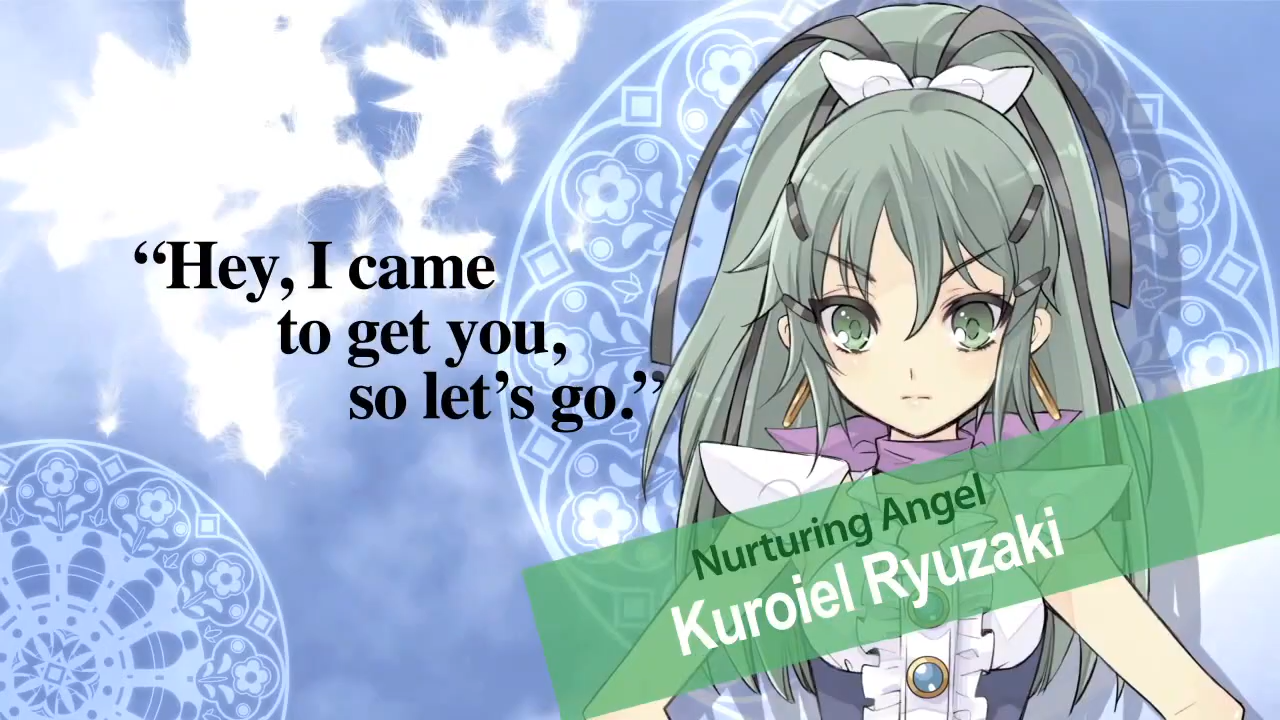 “Hey, I came
to get you,
so let’s go.”
Nurturing Angel
Kuroiel Ryuzaki